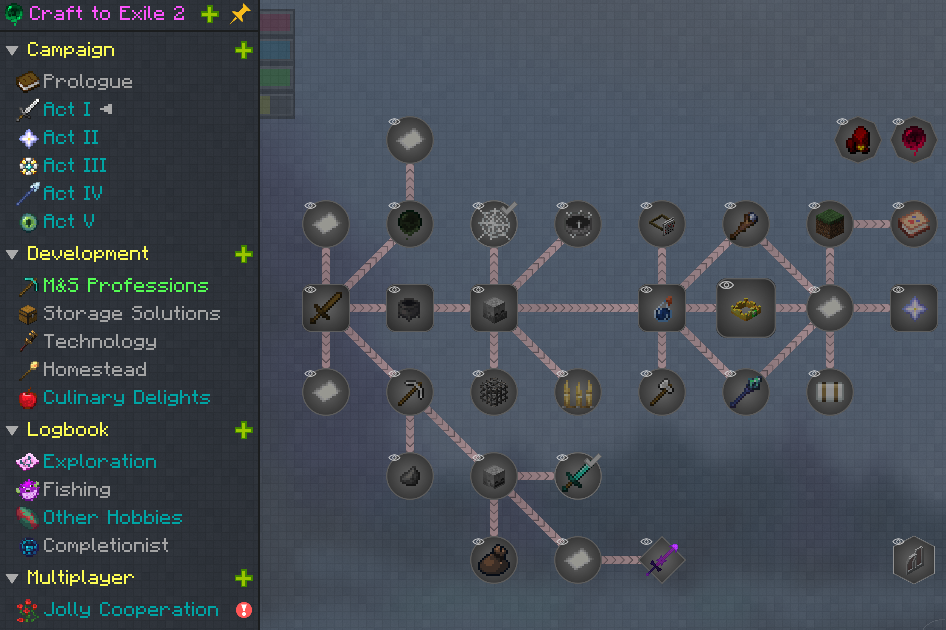 Craft to Exile 2
Campaign
Prologue
Act I
Act II
Act III
Act IV
Act V
Development
M&S Professions
Storage Solutions
Technology
Homestead
Culinary Delights
Logbook
Exploration
Fishing
Other Hobbies
Completionist
Multiplayer
Jolly Cooperation